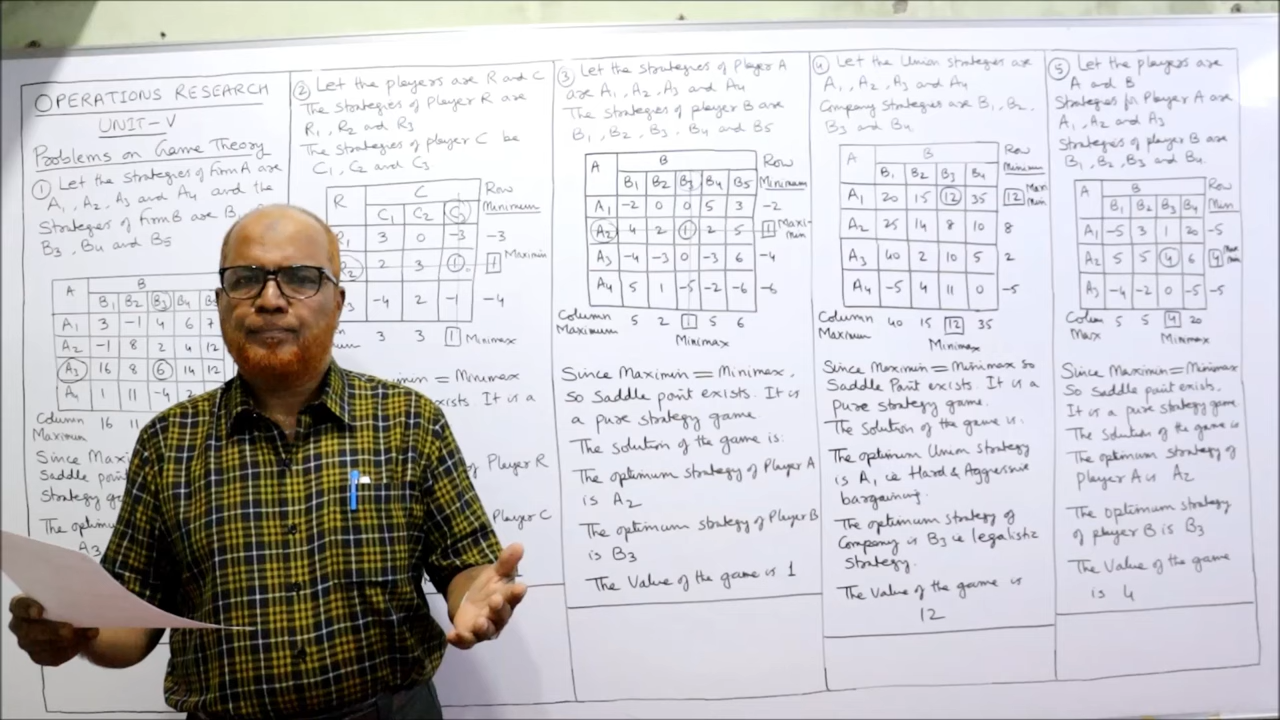 OPERATIONS RESEARCH
UNIT-V
Problems on Game Theory
① Let the strategies of firm A are
A1, A2, A3 and A4 and the
Strategies of firm B are B1
B3, B4 and B5
A B
B1 B2 B3 B4 B5
A1 3 -1 4 6 7
A2 -1 8 2 4 12
A3 16 8 6 14 12
A4 1 11 -4 2
Column
Maximum 16 11
Since Maxi
Saddle point
Strategy
The optimum
A3
② Let the players are R and C
The strategies of Player R are
R1, R2 and R3
The strategies of player C be
C1, C2 and C3
R C Row
Minimum
C1 C2 C3
R1 3 0 -3 -3
R2 2 3 1 1 Maximin
3 -4 2 -1 -4
3 3 1 Minimax
imin = Minimax
exists. It is a
of Player R
Player C
③ Let the strategies of Player A
are A1, A2, A3 and A4
The strategies of player B are
B1, B2, B3, B4 and B5
A B Row
Minimum
B1 B2 B3 B4 B5
A1 -2 0 0 5 3 -2
A2 4 2 1 2 5 1 Maxi-
Min
A3 -4 -3 0 -3 6 -4
A4 5 1 -5 -2 -6 -6
Column
Maximum 5 2 1 5 6
Minimax
Since Maximin = Minimax,
So saddle point exists. It is
a pure strategy game
The solution of the game is:
The optimum strategy of Player A
is A2
The optimum strategy of Player B
is B3
The Value of the game is 1
④ Let the Union strategies are
A1, A2, A3 and A4
Company strategies are B1, B2,
B3 and B4
A B Row
Minimum
B1 B2 B3 B4
A1 20 15 12 35 12 Maxi
Min
A2 25 14 8 10 8
A3 40 2 10 5 2
A4 -5 4 11 0 -5
Column
Maximum 40 15 12 35
Minimax
Since Maximin = Minimax So
Saddle Point exists. It is a
Pure strategy game.
The Solution of the game is:
The optimum Union strategy
is A1 ie Hard & Aggressive
bargaining.
The optimum strategy of
Company is B3 ie legalistic
strategy.
The Value of the game is
12
⑤ Let the players are
A and B
Strategies for Player A are
A1, A2 and A3
Strategies of player B are
B1, B2, B3 and B4
A B Row
Min
B1 B2 B3 B4
A1 -5 3 1 20 -5
A2 5 5 4 6 4 Maxi
Min
A3 -4 -2 0 -5 -5
Column
Max 5 5 4 20
Minimax
Since Maximin = Minimax
So saddle point exists.
It is a pure strategy game
The solution of the game is
The optimum strategy of
player A is A2
The optimum strategy
of player B is B3
The Value of the game
is 4